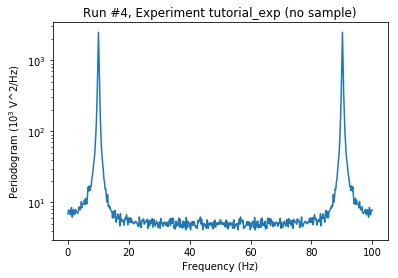 Run #4, Experiment tutorial_exp (no sample)
Periodogram (10³ V^2/Hz)
10³
10²
10¹
0 20 40 60 80 100
Frequency (Hz)